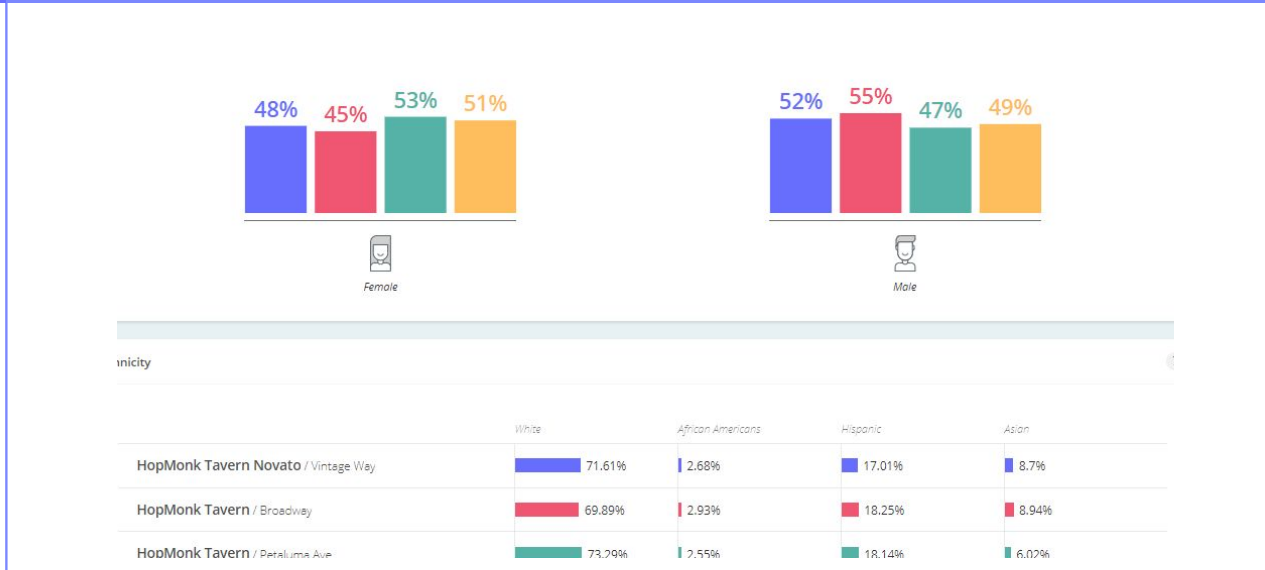 48% 45% 53% 51%
52% 55% 47% 49%
Female
Male
nnicity
White African Americans Hispanic Asian
HopMonk Tavern Novato / Vintage Way 71.61% 2.68% 17.01% 8.7%
HopMonk Tavern / Broadway 69.89% 2.93% 18.25% 8.94%
HopMonk Tavern / Petaluma Ave 73.29% 2.55% 18.14% 6.02%